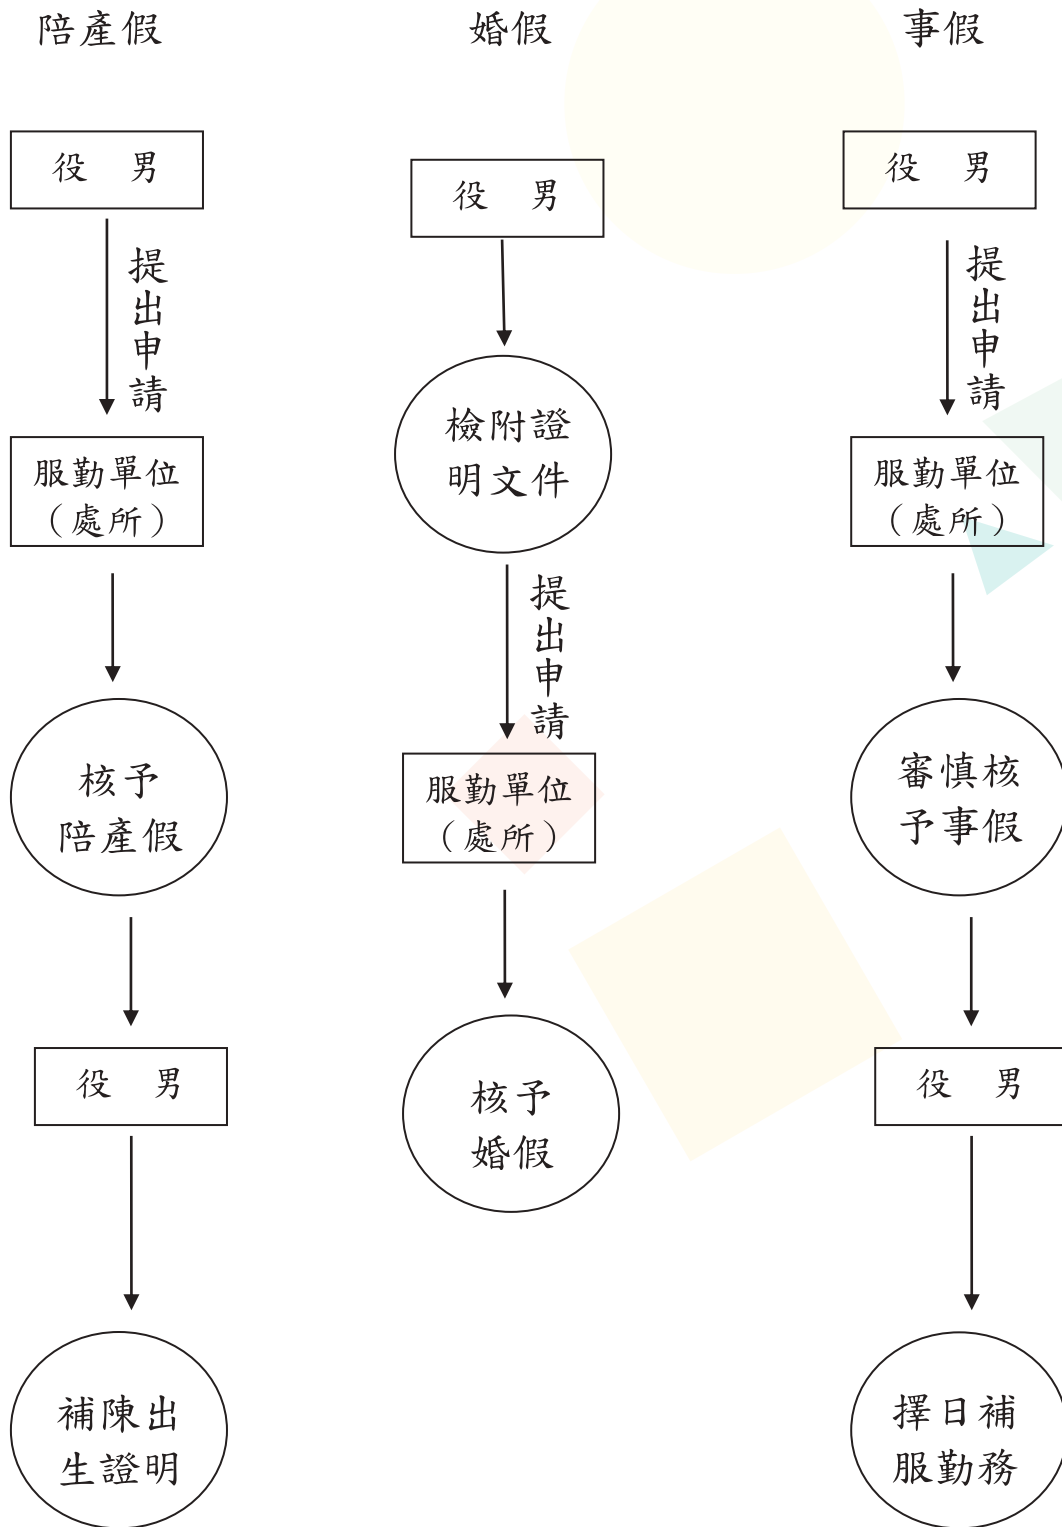 陪產假
役 男
提出申請
服勤單位
（處所）
核予
陪產假
役 男
補陳出
生證明
婚假
役 男
檢附證
明文件
提出申請
服勤單位
（處所）
核予
婚假
事假
役 男
提出申請
服勤單位
（處所）
審慎核
予事假
役 男
擇日補
服勤務